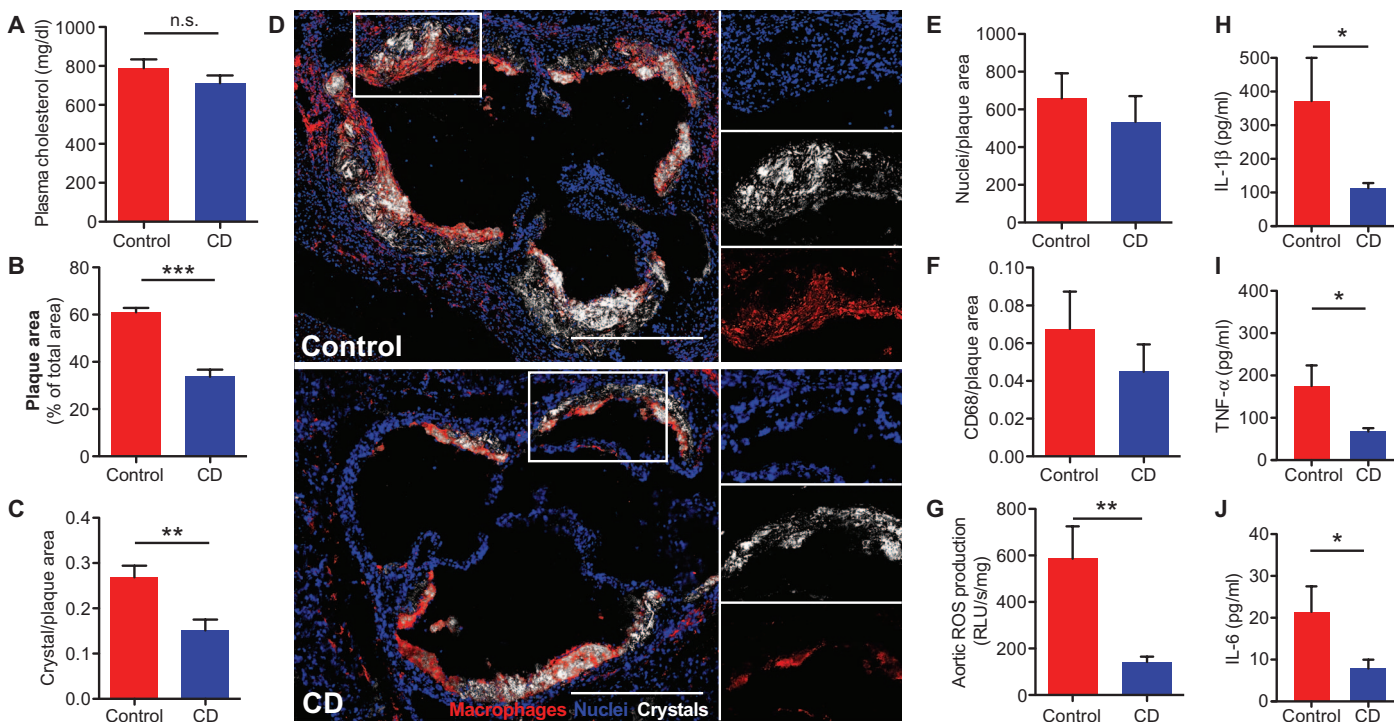 A
n.s.
Plasma cholesterol (mg/dl)
1000
800
600
400
200
0
Control CD
B
***
Plaque area
(% of total area)
80
60
40
20
0
Control CD
C
**
Crystal/plaque area
0.4
0.3
0.2
0.1
0.0
Control CD
D
Control
CD
Macrophages Nuclei Crystals
E
Nuclei/plaque area
1000
800
600
400
200
0
Control CD
F
CD68/plaque area
0.10
0.08
0.06
0.04
0.02
0.00
Control CD
G
**
Aortic ROS production
(RLU/s/mg)
800
600
400
200
0
Control CD
H
*
IL-1β (pg/ml)
500
400
300
200
100
0
Control CD
I
*
TNF-α (pg/ml)
400
300
200
100
0
Control CD
J
*
IL-6 (pg/ml)
40
30
20
10
0
Control CD